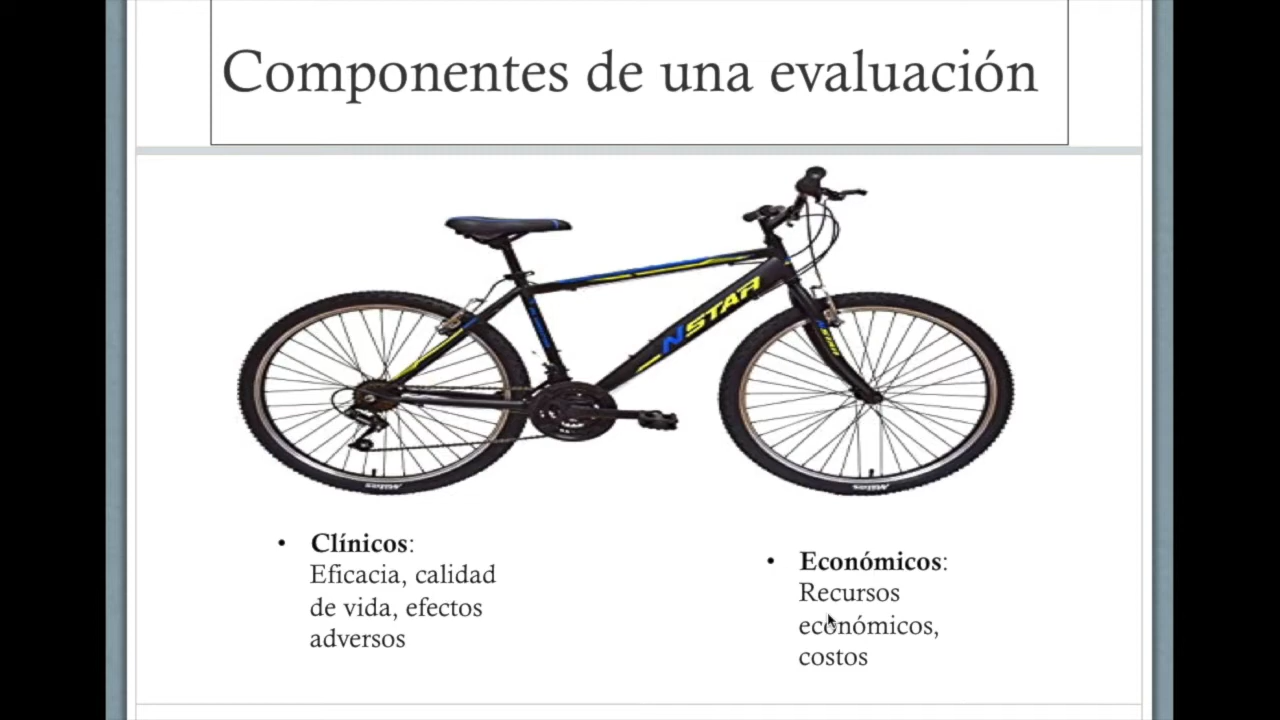 Componentes de una evaluación
NSTAR
• Clínicos:
Eficacia, calidad
de vida, efectos
adversos
• Económicos:
Recursos
económicos,
costos